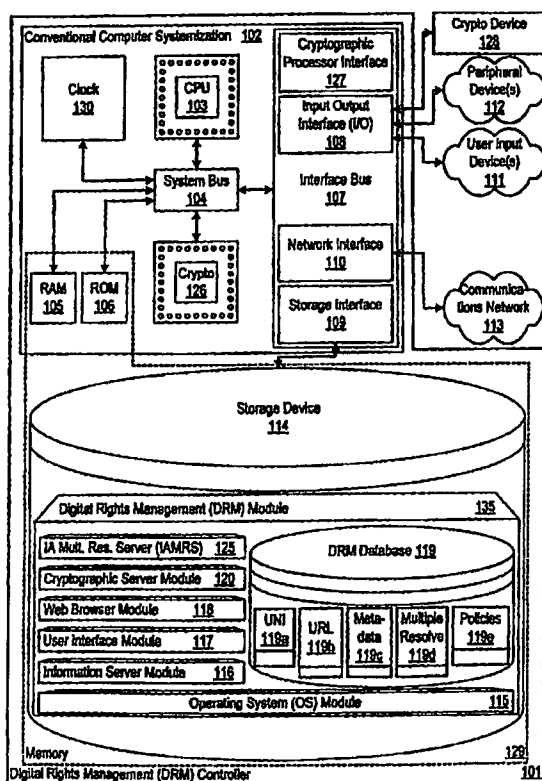 Conventional Computer Systemization 102
Clock
130
CPU
103
Cryptographic
Processor Interface
127
Input Output
Interface (I/O)
108
Crypto Device
128
Peripheral
Device(s)
112
User Input
Device(s)
111
System Bus
104
Interface Bus
107
RAM
105
ROM
106
Crypto
126
Network Interface
110
Storage Interface
109
Communica-
tions Network
113
Storage Device
114
Digital Rights Management (DRM) Module 135
IA Mult. Res. Server (IAMRS) 125
Cryptographic Server Module 120
Web Browser Module 118
User Interface Module 117
Information Server Module 116
DRM Database 119
UNI
119a
URL
119b
Meta-
data
119c
Multiple
Resolve
119d
Policies
119e
Operating System (OS) Module 115
Memory 129
Digital Rights Management (DRM) Controller 101